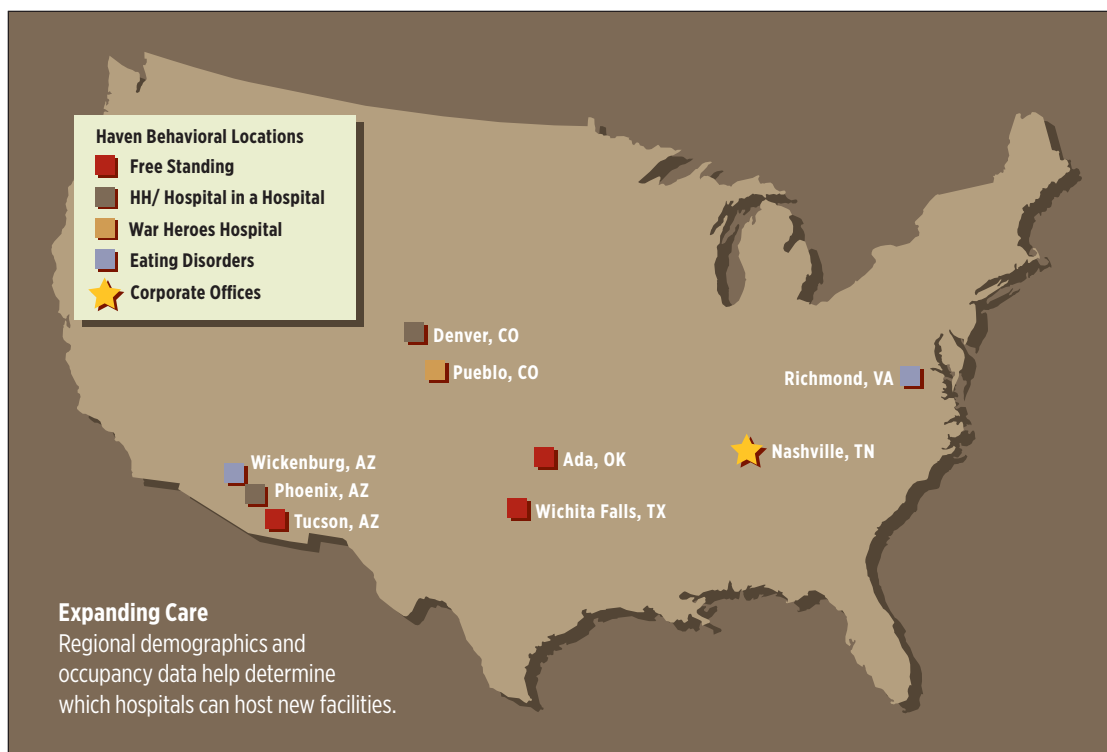 Haven Behavioral Locations
Free Standing
HH/ Hospital in a Hospital
War Heroes Hospital
Eating Disorders
Corporate Offices
Denver, CO
Pueblo, CO
Richmond, VA
Nashville, TN
Ada, OK
Wichita Falls, TX
Wickenburg, AZ
Phoenix, AZ
Tucson, AZ
Expanding Care
Regional demographics and
occupancy data help determine
which hospitals can host new facilities.